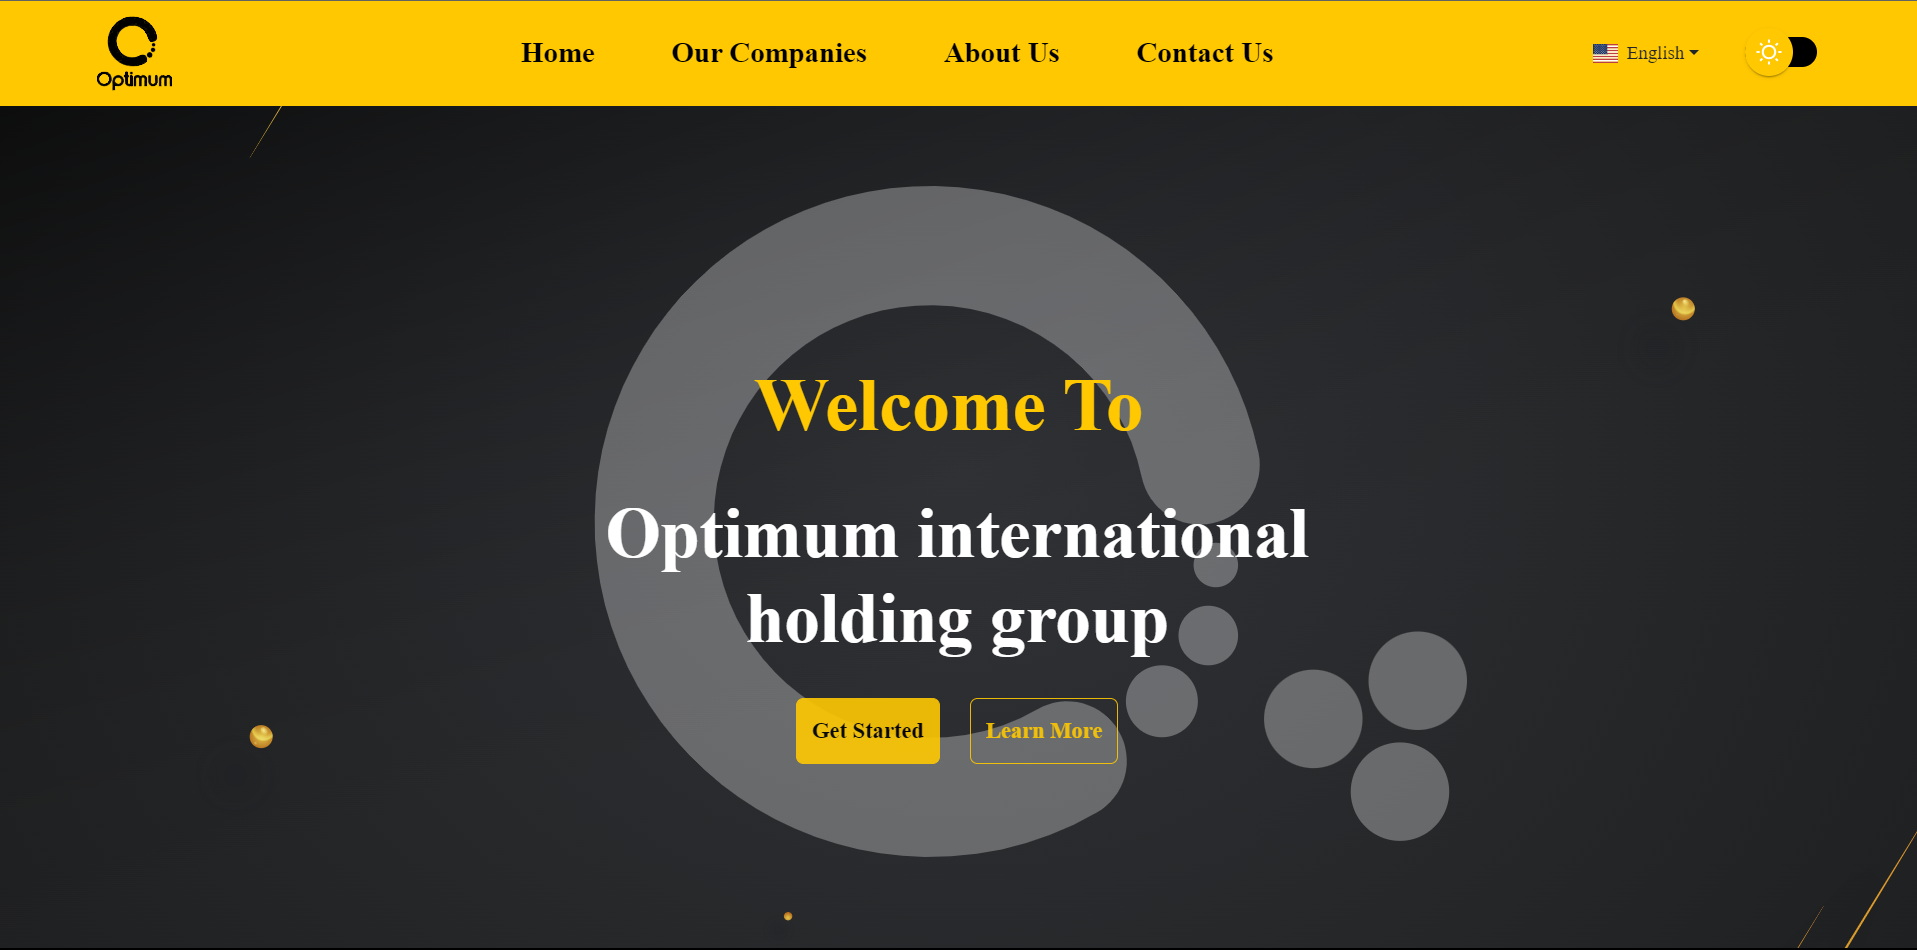 Optimum
Home
Our Companies
About Us
Contact Us
English
Welcome To
Optimum international
holding group
Get Started
Learn More